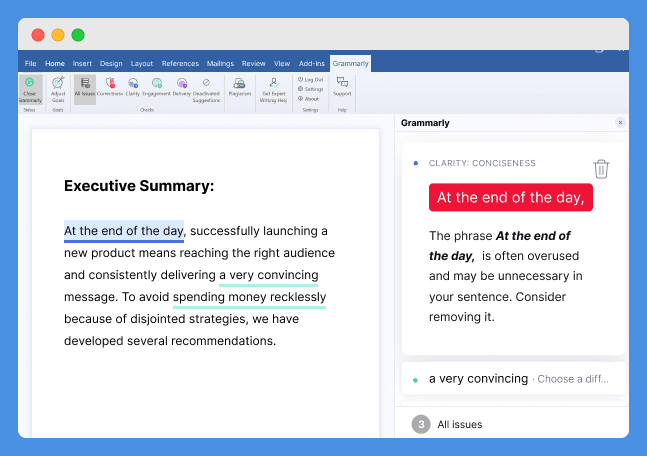 File Home Insert Design Layout References Mailings Review View Add-Ins Grammarly
Close Grammarly
Adjust Goals
All Issues
Correctness
Clarity
Engagement
Delivery
Deactivated Suggestions
Plagiarism
Get Expert Writing Help
Log Out
Settings
About
Support
Status
Goals
Checks
Settings
Help
Executive Summary:
At the end of the day, successfully launching a
new product means reaching the right audience
and consistently delivering a very convincing
message. To avoid spending money recklessly
because of disjointed strategies, we have
developed several recommendations.
Grammarly
CLARITY: CONCISENESS
At the end of the day,
The phrase At the end of
the day, is often overused
and may be unnecessary in
your sentence. Consider
removing it.
a very convincing · Choose a diff...
3 All issues